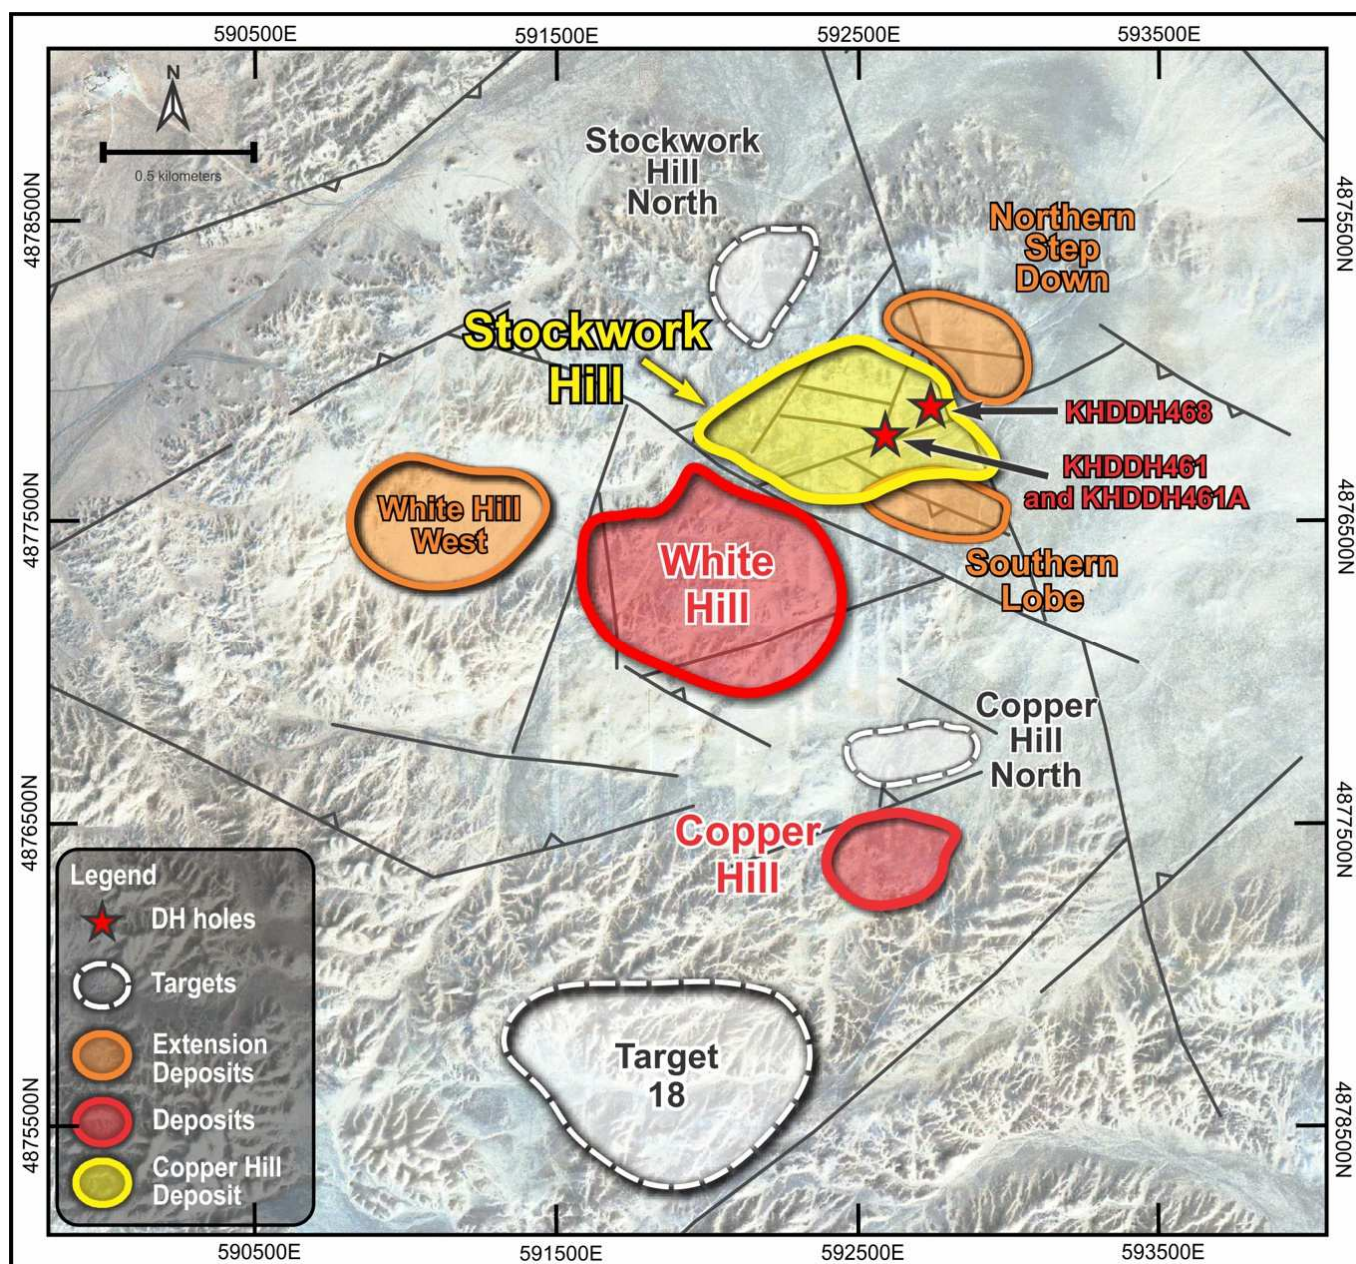 590500E
591500E
592500E
593500E
N
0.5 kilometers
Stockwork
Hill
North
Northern
Step
Down
Stockwork
Hill
KHDDH468
KHDDH461
and KHDDH461A
White Hill
West
White
Hill
Southern
Lobe
Copper
Hill
North
Copper
Hill
Target
18
4878500N
4877500N
4876500N
4875500N
4875500N
4876500N
4877500N
4878500N
Legend
DH holes
Targets
Extension
Deposits
Deposits
Copper Hill
Deposit
590500E
591500E
592500E
593500E